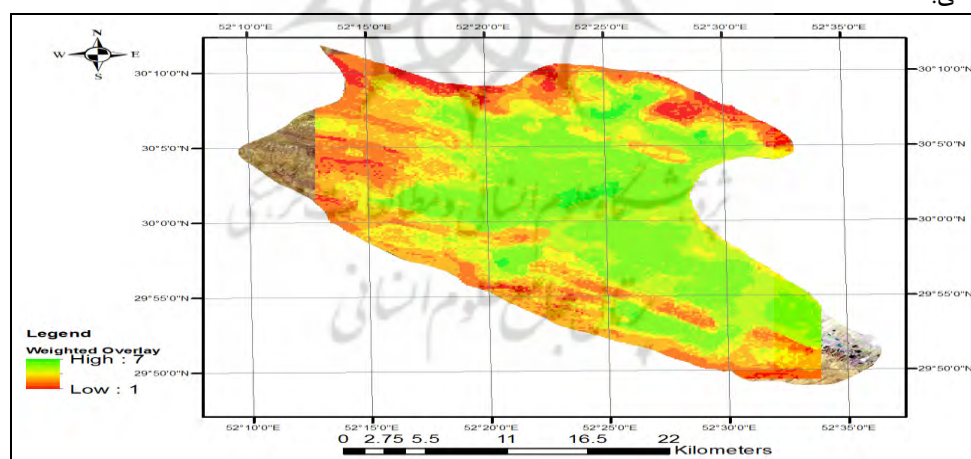 N
W E
S
52°10'0"E 52°15'0"E 52°20'0"E 52°25'0"E 52°30'0"E 52°35'0"E
30°10'0"N 30°10'0"N
30°5'0"N 30°5'0"N
30°0'0"N 30°0'0"N
29°55'0"N 29°55'0"N
29°50'0"N 29°50'0"N
Legend
Weighted Overlay
High : 7
Low : 1
52°10'0"E 52°15'0"E 52°20'0"E 52°25'0"E 52°30'0"E 52°35'0"E
0 2.75 5.5 11 16.5 22
Kilometers